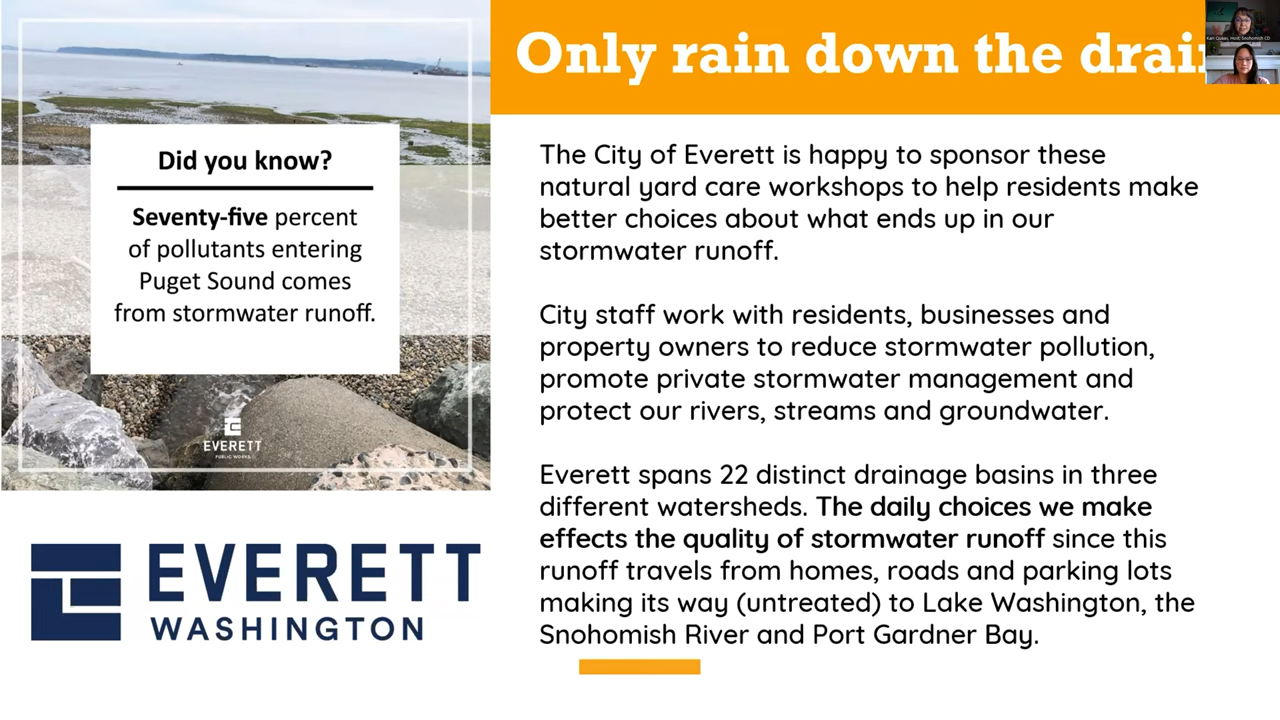 Only rain down the drai
Did you know?
Seventy-five percent
of pollutants entering
Puget Sound comes
from stormwater runoff.
EVERETT
PUBLIC WORKS
EVERETT
WASHINGTON
The City of Everett is happy to sponsor these
natural yard care workshops to help residents make
better choices about what ends up in our
stormwater runoff.
City staff work with residents, businesses and
property owners to reduce stormwater pollution,
promote private stormwater management and
protect our rivers, streams and groundwater.
Everett spans 22 distinct drainage basins in three
different watersheds. The daily choices we make
effects the quality of stormwater runoff since this
runoff travels from homes, roads and parking lots
making its way (untreated) to Lake Washington, the
Snohomish River and Port Gardner Bay.